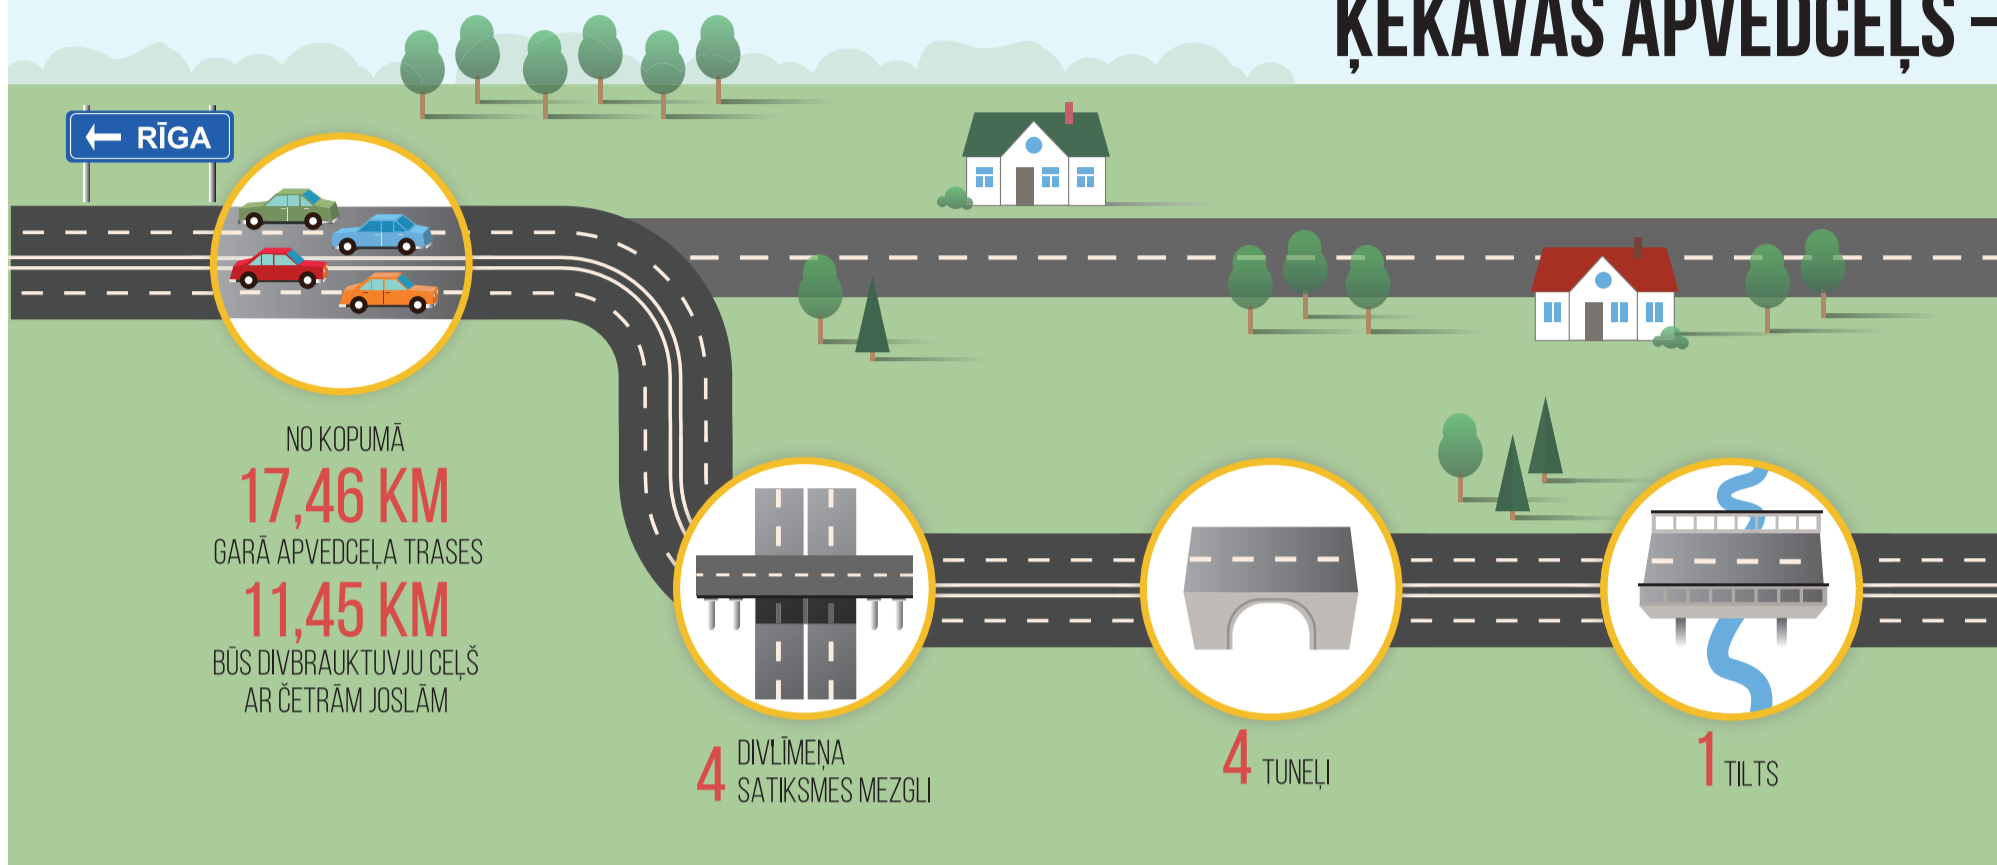 ĶEKAVAS APVEDCEĻŠ –
← RĪGA
NO KOPUMĀ
17,46 KM
GARĀ APVEDCEĻA TRASES
11,45 KM
BŪS DIVBRAUKTUVJU CEĻŠ
AR ČETRĀM JOSLĀM
4 DIVLĪMEŅA
SATIKSMES MEZGLI
4 TUNEĻI
1 TILTS